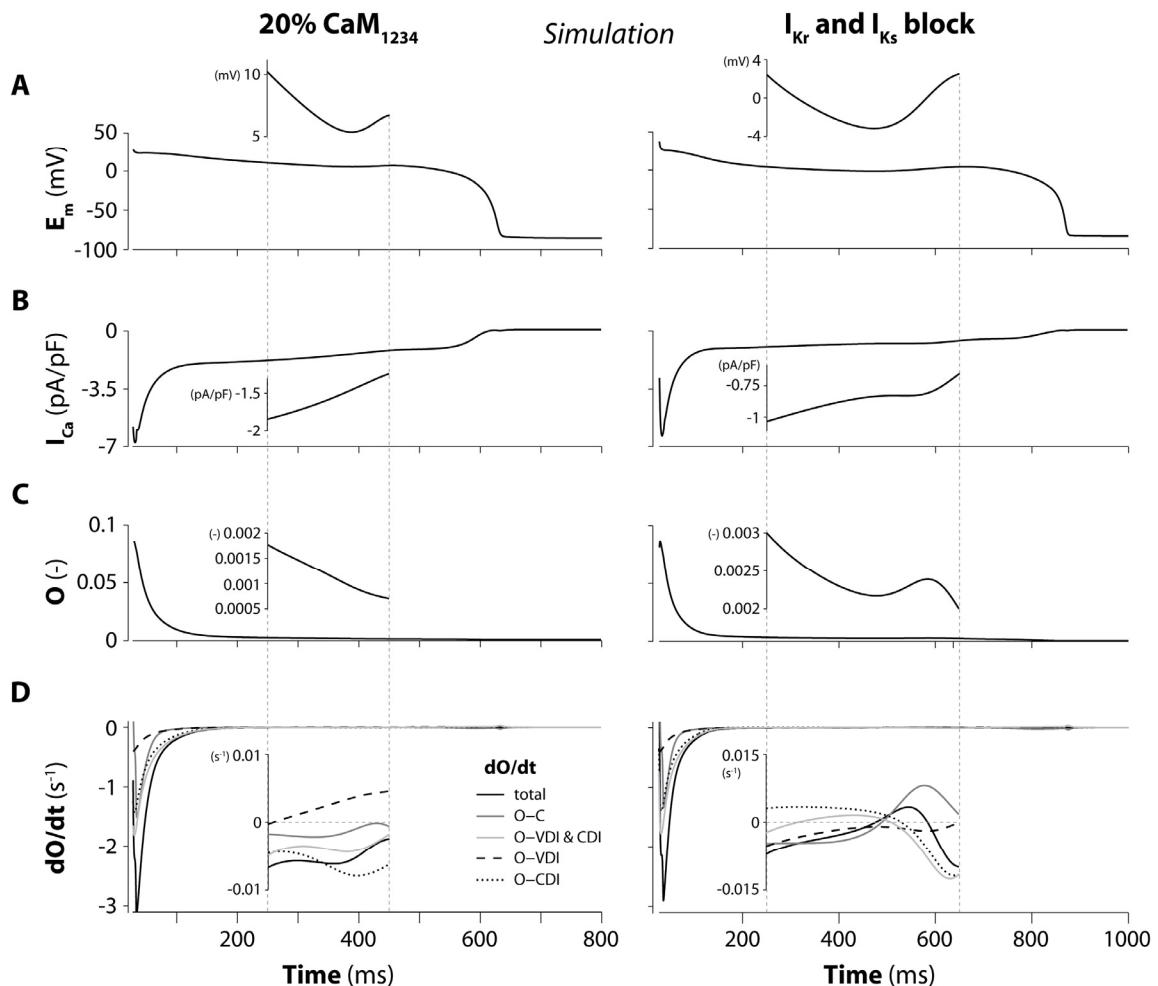 20% CaM1234
Simulation
IKr and IKs block
A
(mV) 10
5
(mV) 4
0
-4
50
0
-50
-100
Em (mV)
B
0
-3.5
-7
ICa (pA/pF)
(pA/pF) -1.5
-2
(pA/pF)
-0.75
-1
C
0.1
0.05
0
O (-)
(-) 0.002
0.0015
0.001
0.0005
(-) 0.003
0.0025
0.002
D
0
-1
-2
-3
dO/dt (s-1)
(s-1) 0.01
0
-0.01
dO/dt
total
O–C
O–VDI & CDI
O–VDI
O–CDI
0.015
(s-1)
0
-0.015
200 400 600 800
200 400 600 800 1000
Time (ms)
Time (ms)